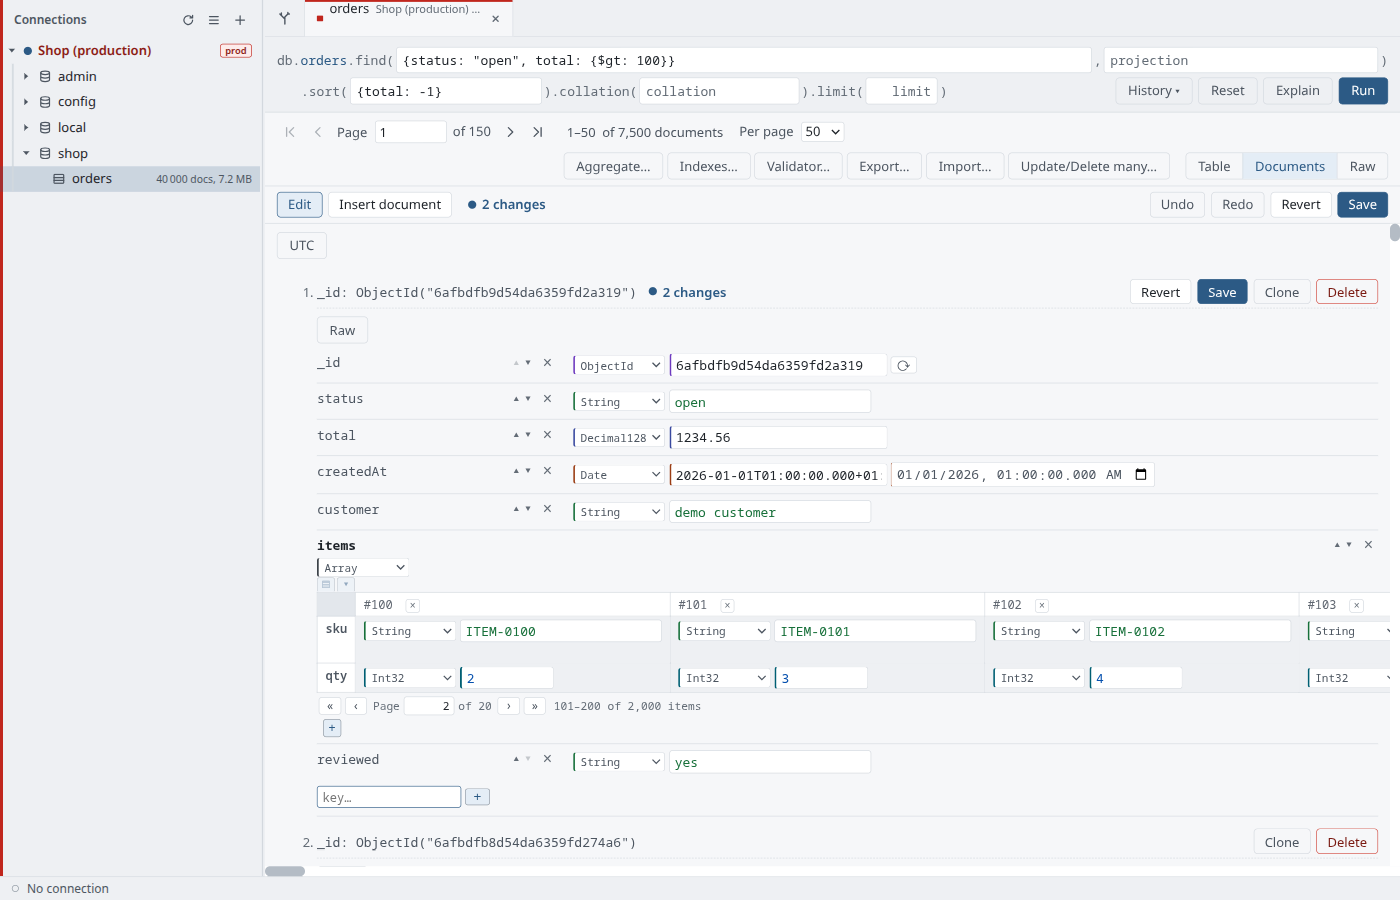 Connections
orders Shop (production) ...
Shop (production) prod
admin
config
local
shop
orders 40 000 docs, 7.2 MB
db.orders.find( {status: "open", total: {$gt: 100}} , projection )
.sort( {total: -1} ).collation( collation ).limit( limit )
History Reset Explain Run
Page 1 of 150 1–50 of 7,500 documents Per page 50
Aggregate... Indexes... Validator... Export... Import... Update/Delete many... Table Documents Raw
Edit Insert document 2 changes Undo Redo Revert Save
UTC
1. _id: ObjectId("6afbdfb9d54da6359fd2a319") 2 changes Revert Save Clone Delete
Raw
_id ObjectId 6afbdfb9d54da6359fd2a319
status String open
total Decimal128 1234.56
createdAt Date 2026-01-01T01:00:00.000+01: 01/01/2026, 01:00:00.000 AM
customer String demo customer
items
Array
#100 #101 #102 #103
sku String ITEM-0100 String ITEM-0101 String ITEM-0102 String
qty Int32 2 Int32 3 Int32 4 Int32
« ‹ Page 2 of 20 › » 101–200 of 2,000 items
+
reviewed String yes
key… +
2. _id: ObjectId("6afbdfb8d54da6359fd274a6") Clone Delete
No connection